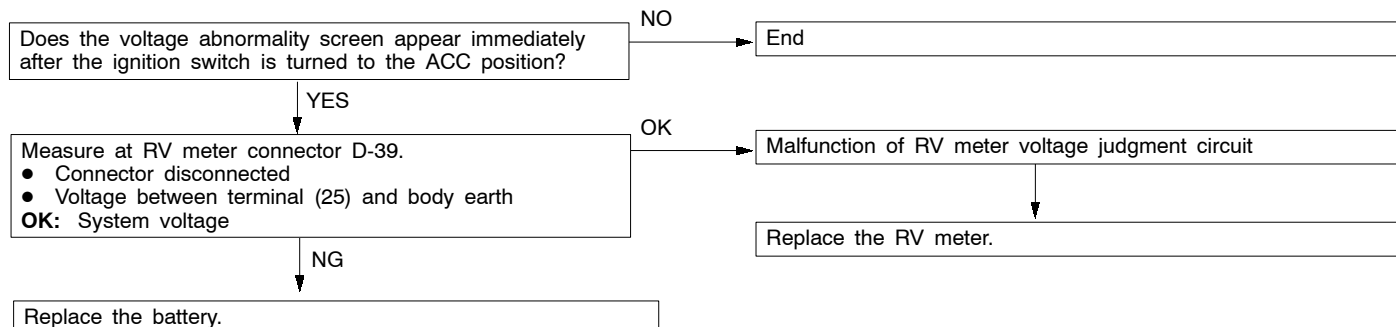 Does the voltage abnormality screen appear immediately
after the ignition switch is turned to the ACC position?
NO
End
YES
Measure at RV meter connector D-39.
● Connector disconnected
● Voltage between terminal (25) and body earth
OK: System voltage
OK
Malfunction of RV meter voltage judgment circuit
Replace the RV meter.
NG
Replace the battery.